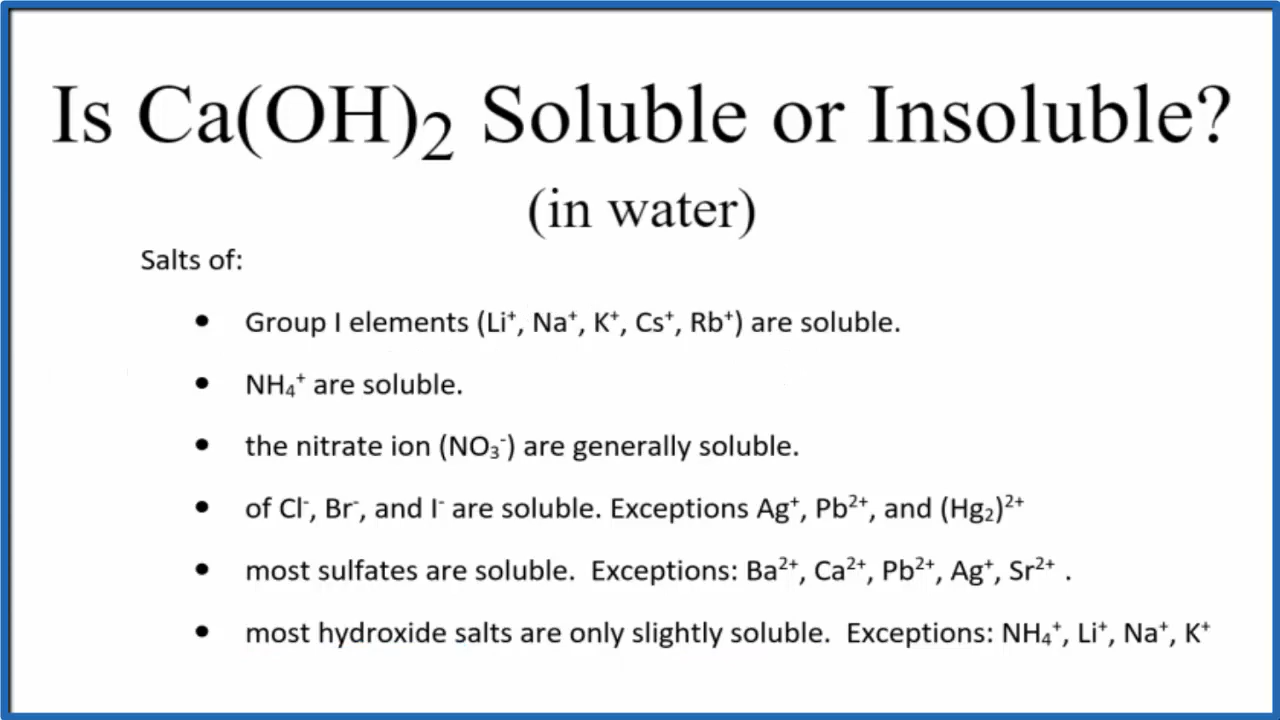 Is Ca(OH)₂ Soluble or Insoluble?
(in water)
Salts of:
• Group I elements (Li⁺, Na⁺, K⁺, Cs⁺, Rb⁺) are soluble.
• NH₄⁺ are soluble.
• the nitrate ion (NO₃⁻) are generally soluble.
• of Cl⁻, Br⁻, and I⁻ are soluble. Exceptions Ag⁺, Pb²⁺, and (Hg₂)²⁺
• most sulfates are soluble.  Exceptions: Ba²⁺, Ca²⁺, Pb²⁺, Ag⁺, Sr²⁺ .
• most hydroxide salts are only slightly soluble.  Exceptions: NH₄⁺, Li⁺, Na⁺, K⁺